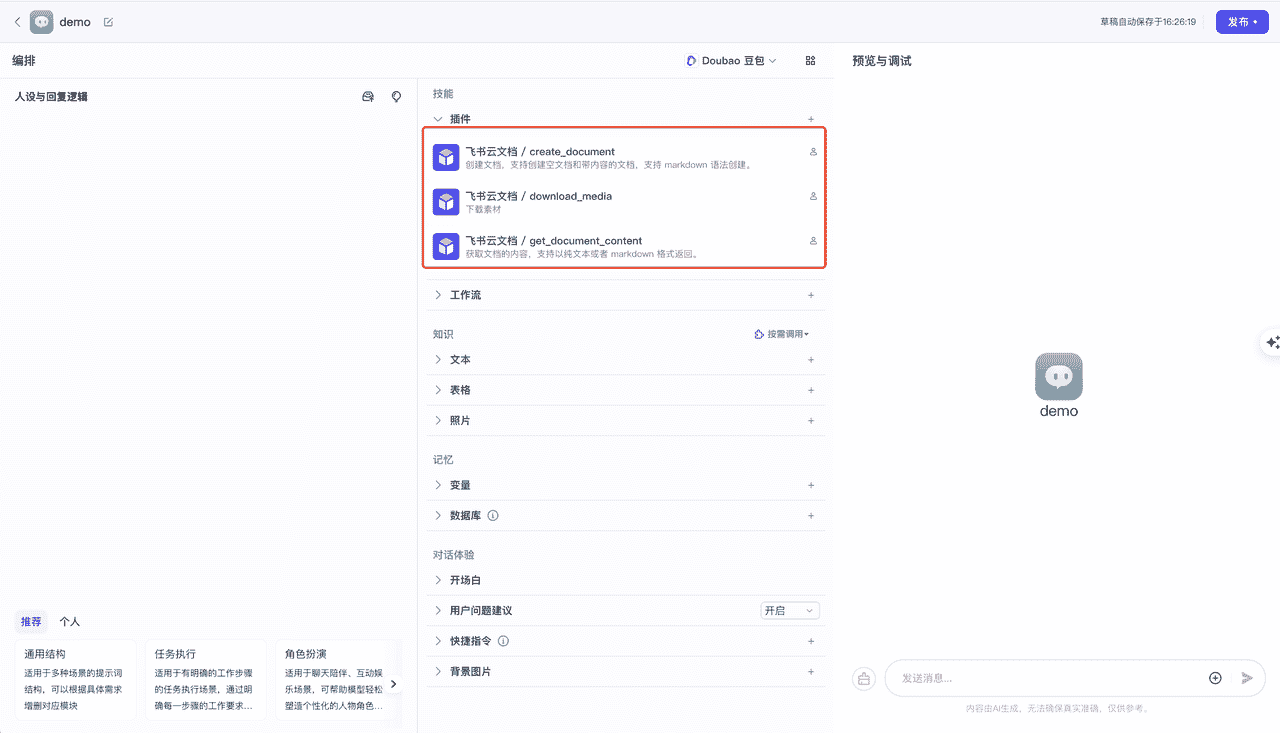 demo
草稿自动保存于16:26:19
发布
编排
Doubao 豆包
预览与调试
人设与回复逻辑
技能
插件
飞书云文档 / create_document
创建文档，支持创建空文档和带内容的文档，支持 markdown 语法创建。
飞书云文档 / download_media
下载素材
飞书云文档 / get_document_content
获取文档的内容，支持以纯文本或者 markdown 格式返回。
工作流
知识
按需调用
文本
表格
照片
记忆
变量
数据库
对话体验
开场白
用户问题建议
开启
快捷指令
背景图片
推荐
个人
通用结构
适用于多种场景的提示词
结构，可以根据具体需求
增删对应模块
任务执行
适用于有明确的工作步骤
的任务执行场景，通过明
确每一步骤的工作要求...
角色扮演
适用于聊天陪伴、互动娱
乐场景，可帮助模型轻松
塑造个性化的人物角色...
demo
发送消息...
内容由AI生成，无法确保真实准确，仅供参考。